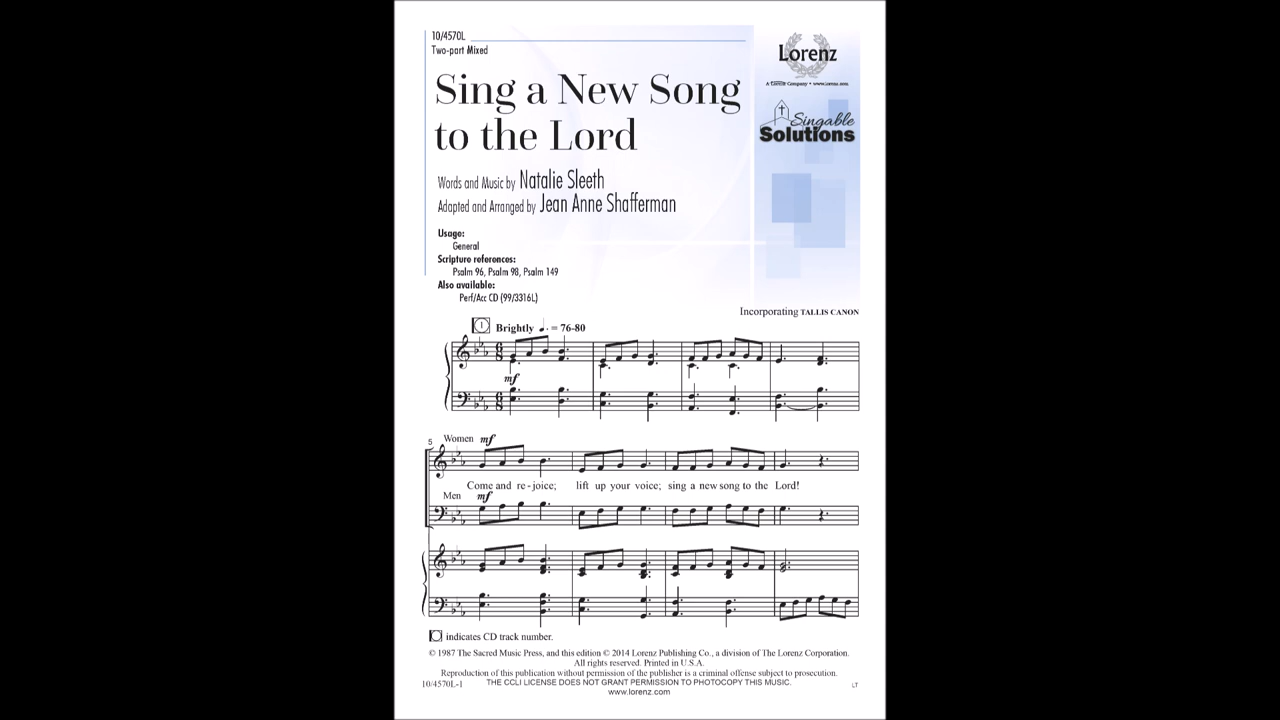 10/4570L
Two-part Mixed
Lorenz
A Lorenz Company • www.lorenz.com
Sing a New Song
to the Lord
Singable
Solutions
Words and Music by Natalie Sleeth
Adapted and Arranged by Jean Anne Shafferman
Usage:
General
Scripture references:
Psalm 96, Psalm 98, Psalm 149
Also available:
Perf/Acc CD (99/3316L)
Incorporating TALLIS CANON
1 Brightly ♩. = 76-80
mf
5 Women mf
Come and re - joice; lift up your voice; sing a new song to the Lord!
Men mf
indicates CD track number.
© 1987 The Sacred Music Press, and this edition © 2014 Lorenz Publishing Co., a division of The Lorenz Corporation.
All rights reserved. Printed in U.S.A.
Reproduction of this publication without permission of the publisher is a criminal offense subject to prosecution.
10/4570L-1 THE CCLI LICENSE DOES NOT GRANT PERMISSION TO PHOTOCOPY THIS MUSIC. LT
www.lorenz.com